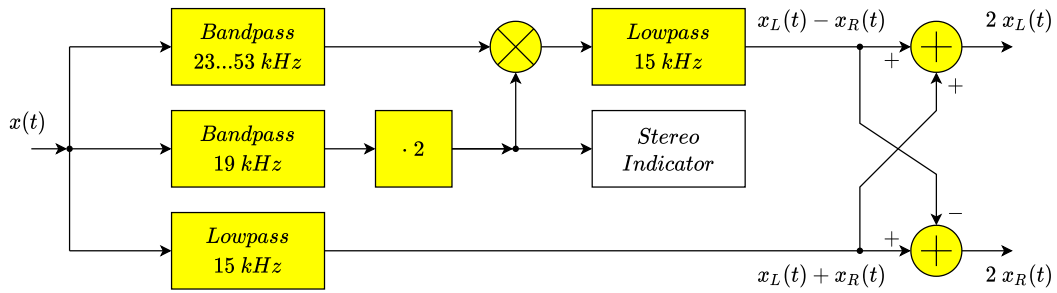 Bandpass
23...53 kHz
Lowpass
15 kHz
x_L(t) − x_R(t)
+
2 x_L(t)
+
x(t)
Bandpass
19 kHz
· 2
Stereo
Indicator
Lowpass
15 kHz
−
+
x_L(t) + x_R(t)
2 x_R(t)